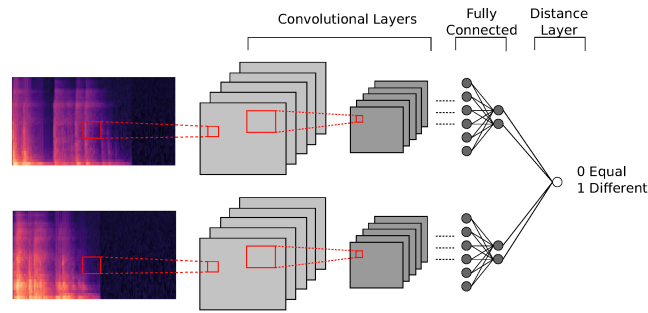 Convolutional Layers
Fully
Connected
Distance
Layer
0 Equal
1 Different